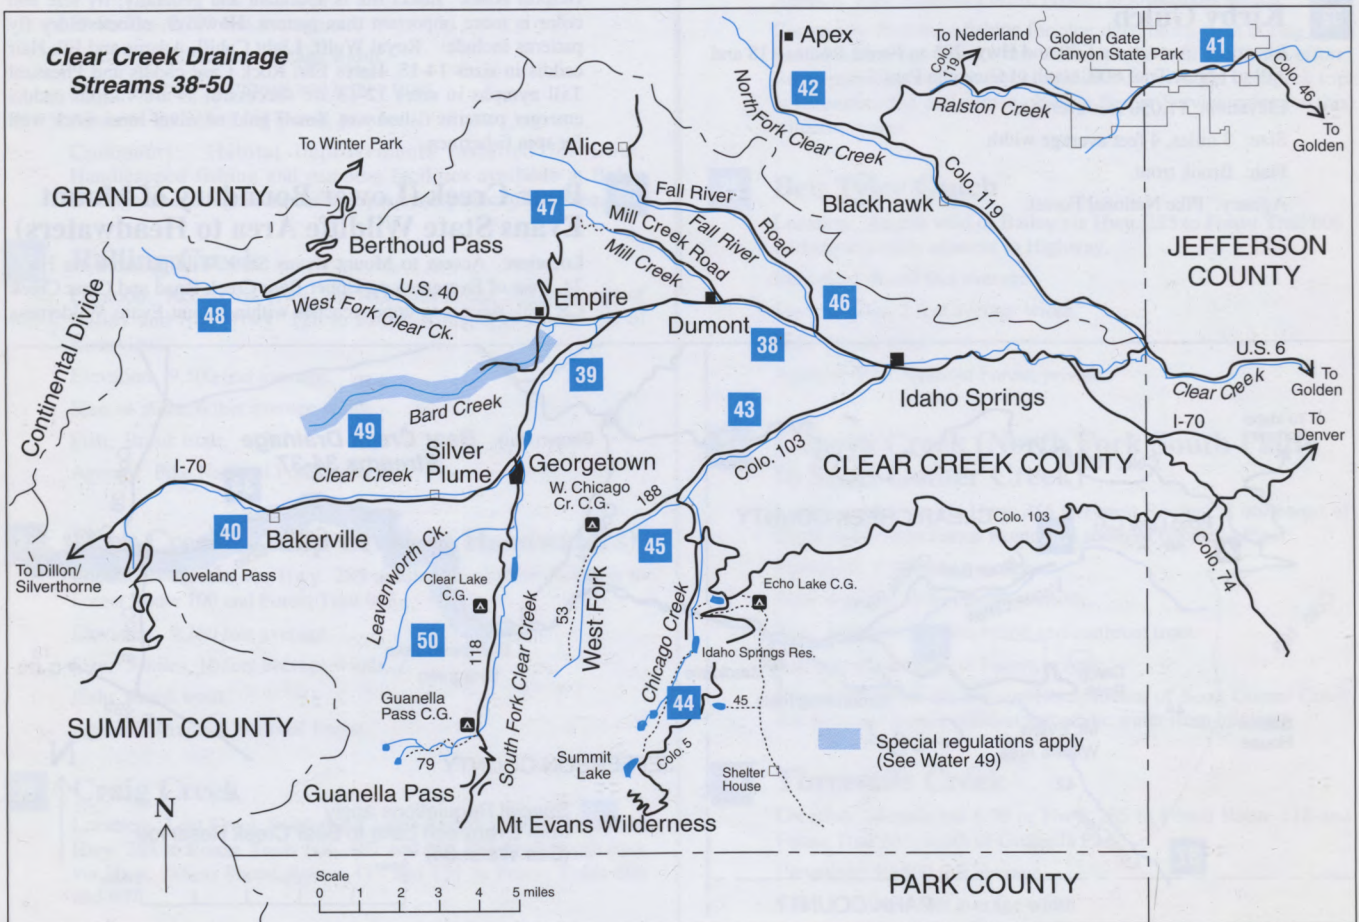 Clear Creek Drainage
Streams 38-50
Apex
To Nederland
Colo. 119
Golden Gate
Canyon State Park
41
42
Colo. 46
To
Golden
Ralston Creek
North Fork Clear Creek
Colo. 119
Blackhawk
JEFFERSON
COUNTY
To Winter Park
GRAND COUNTY
Berthoud Pass
Alice
47
Fall River
Road
Fall River
Mill Creek Road
Mill Creek
46
Continental Divide
48
U.S. 40
West Fork Clear Ck.
Empire
Dumont
38
39
Idaho Springs
U.S. 6
Clear Creek
To
Golden
I-70
To
Denver
Bard Creek
49
43
Colo. 103
CLEAR CREEK COUNTY
I-70
Clear Creek
Silver
Plume
Georgetown
W. Chicago
Cr. C.G.
188
40
Bakerville
45
Colo. 103
Colo. 74
To Dillon/
Silverthorne
Loveland Pass
Leavenworth Ck.
Clear Lake
C.G.
50
118
South Fork Clear Creek
53
West Fork
Chicago Creek
Echo Lake C.G.
Idaho Springs Res.
44
45
Guanella
Pass C.G.
79
SUMMIT COUNTY
Guanella Pass
Summit
Lake
Colo. 5
Shelter
House
Mt Evans Wilderness
Special regulations apply
(See Water 49)
N
Scale
0 1 2 3 4 5 miles
PARK COUNTY